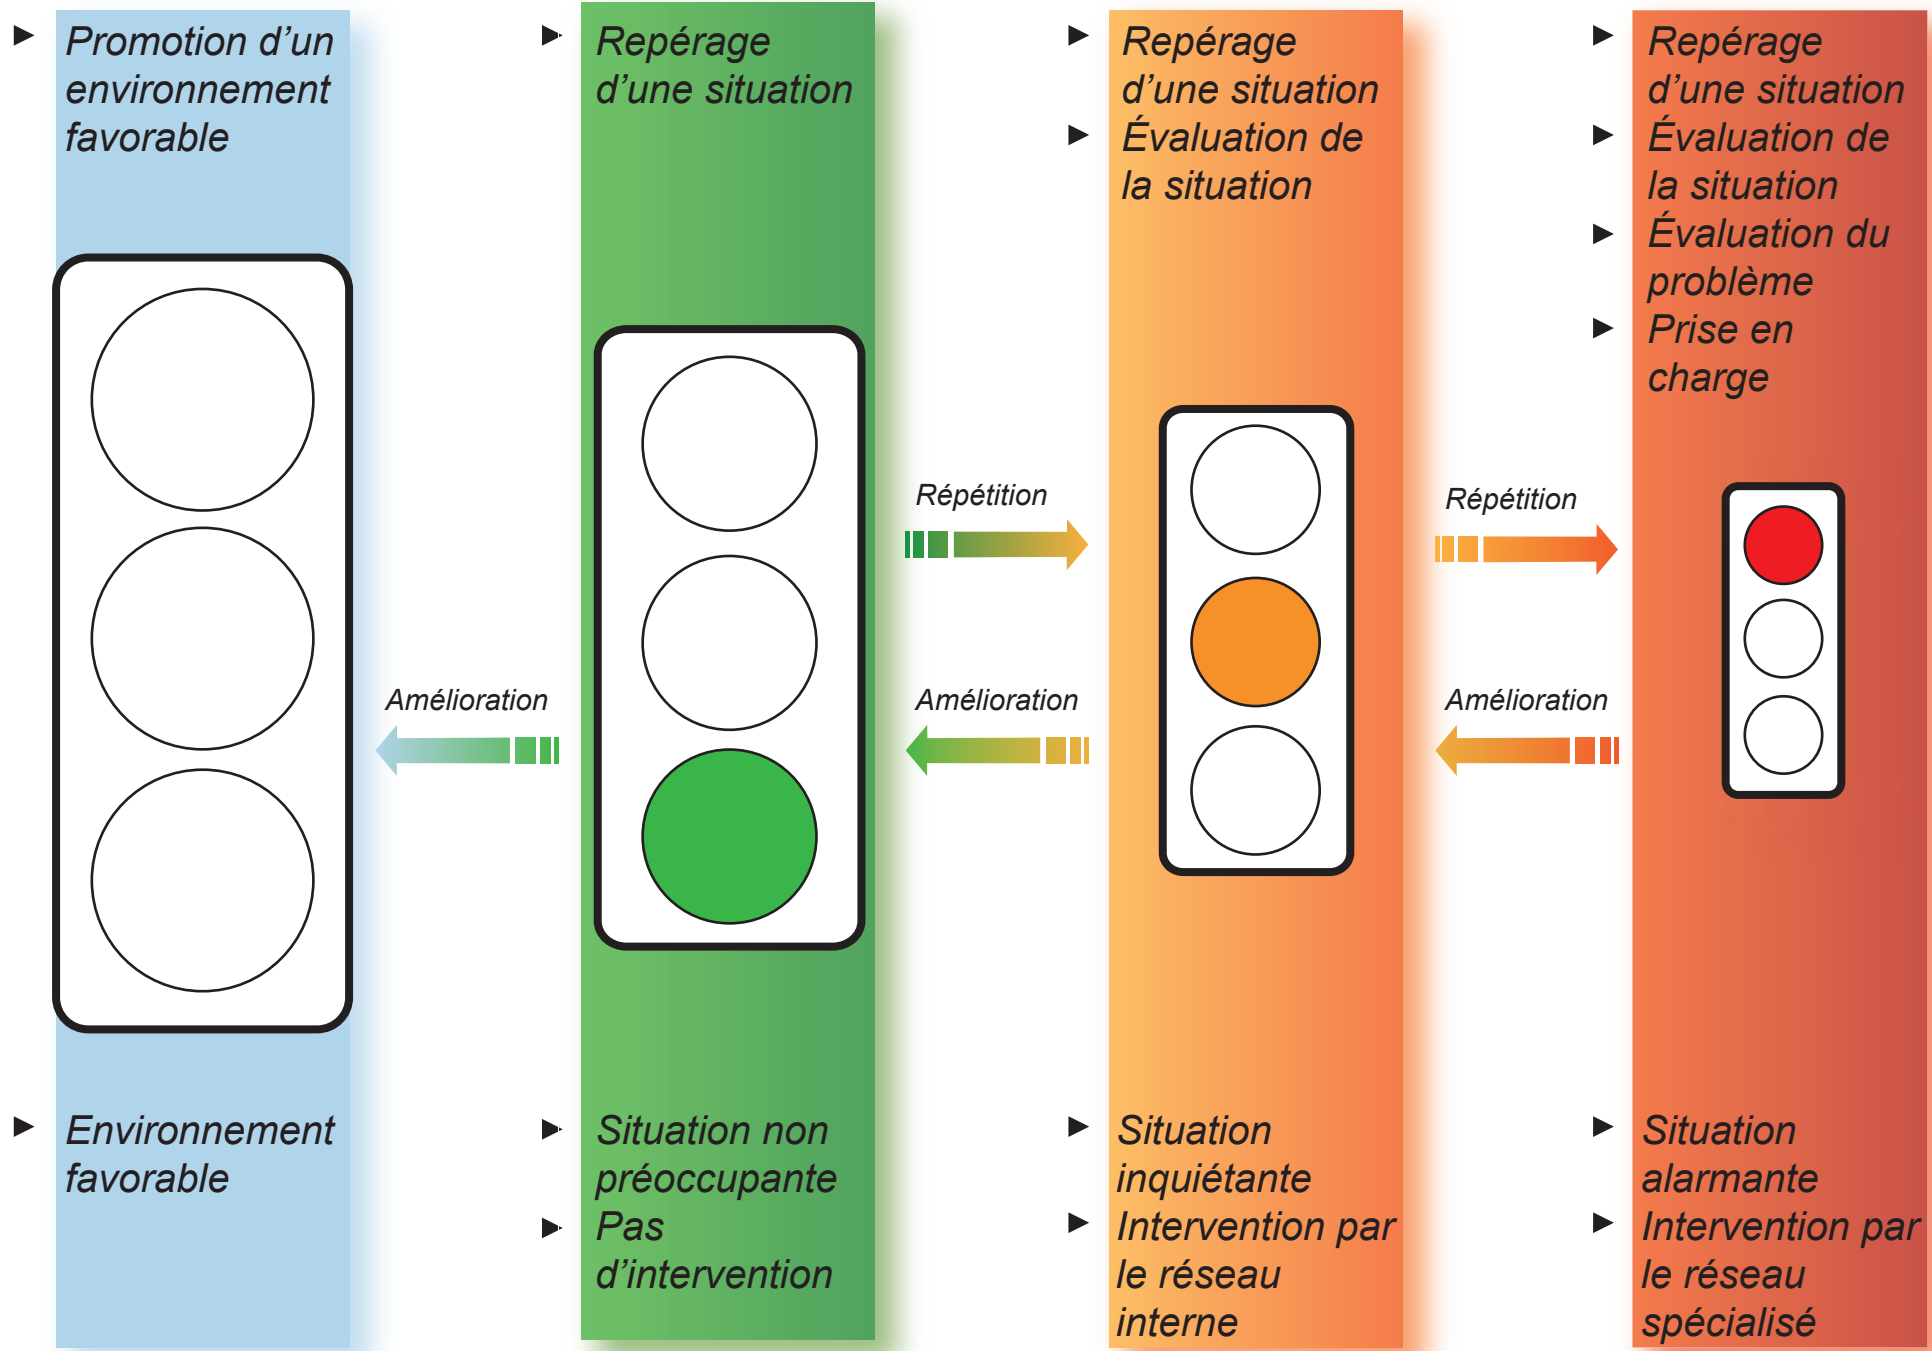 ► Promotion d’un
environnement
favorable
► Repérage
d’une situation
► Repérage
d’une situation
► Évaluation de
la situation
► Repérage
d’une situation
► Évaluation de
la situation
► Évaluation du
problème
► Prise en
charge
Répétition
Répétition
Amélioration
Amélioration
Amélioration
► Environnement
favorable
► Situation non
préoccupante
► Pas
d’intervention
► Situation
inquiétante
► Intervention par
le réseau
interne
► Situation
alarmante
► Intervention par
le réseau
spécialisé